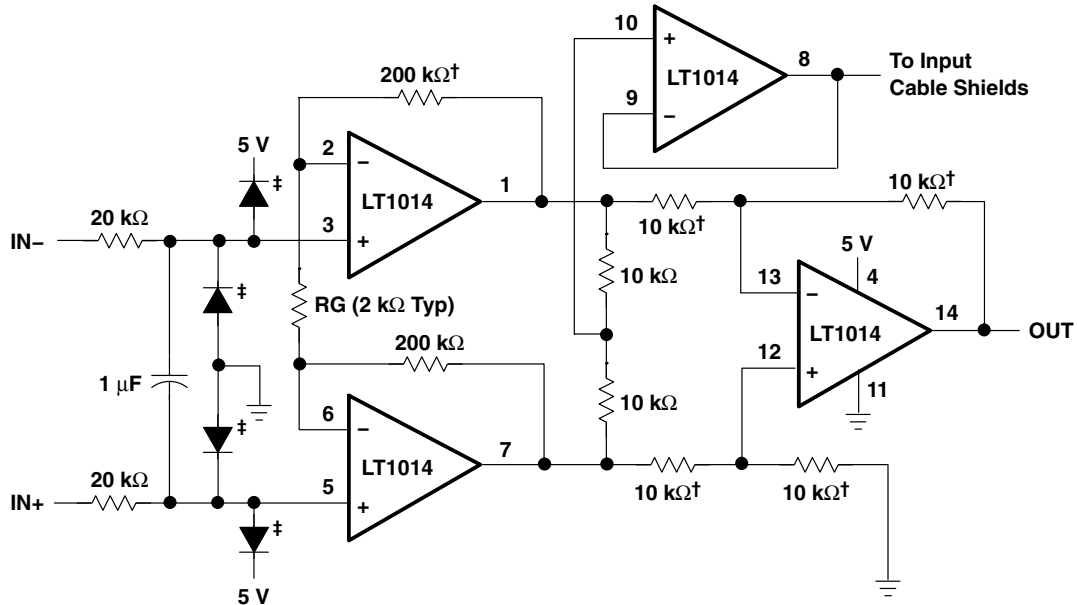 10
+
LT1014
8
To Input
Cable Shields
9
−
200 kΩ†
5 V
‡
2
−
LT1014
1
3
+
20 kΩ
IN−
10 kΩ†
10 kΩ†
5 V
4
10 kΩ
13
−
LT1014
14
OUT
‡
RG (2 kΩ Typ)
12
+
11
200 kΩ
1 μF
10 kΩ
‡
6
−
LT1014
7
20 kΩ
5
+
IN+
10 kΩ†
10 kΩ†
‡
5 V